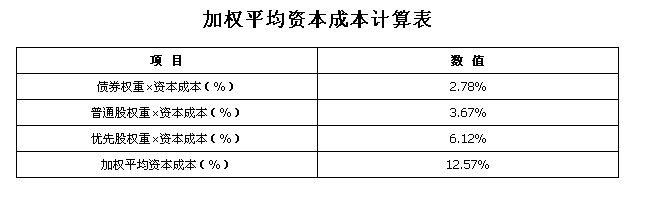 加权平均资本成本计算表
项 目 数 值
债券权重×资本成本（%） 2.78%
普通股权重×资本成本（%） 3.67%
优先股权重×资本成本（%） 6.12%
加权平均资本成本（%） 12.57%